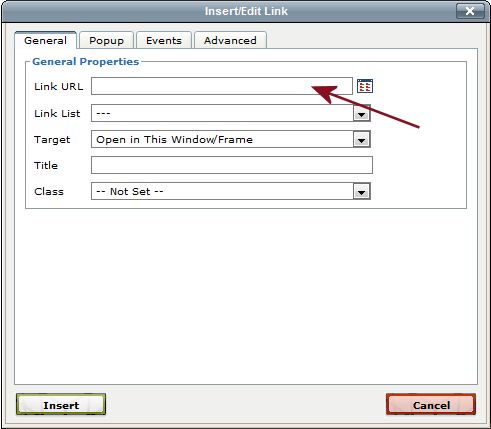 Insert/Edit Link
General Popup Events Advanced
General Properties
Link URL
Link List ---
Target Open in This Window/Frame
Title
Class -- Not Set --
Insert Cancel